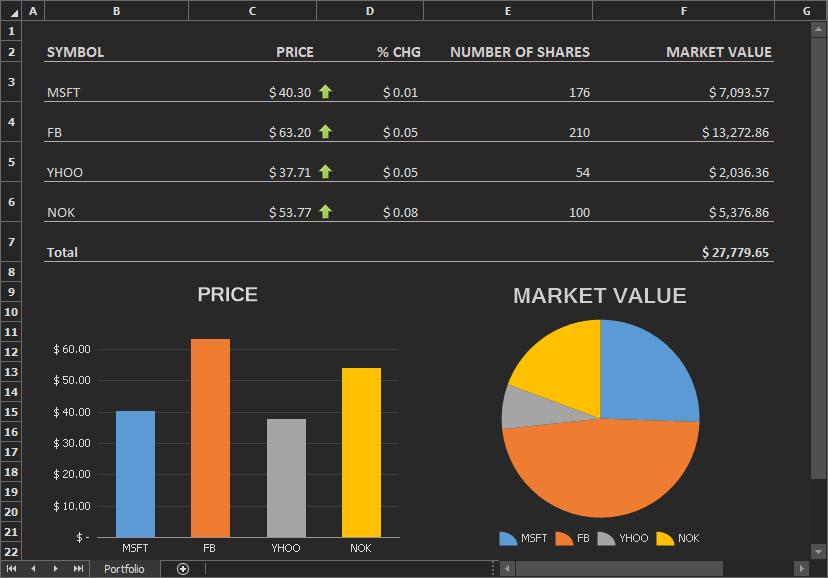 A B C D E F G
1
2 SYMBOL PRICE % CHG NUMBER OF SHARES MARKET VALUE
3 MSFT $ 40.30 $ 0.01 176 $ 7,093.57
4 FB $ 63.20 $ 0.05 210 $ 13,272.86
5 YHOO $ 37.71 $ 0.05 54 $ 2,036.36
6 NOK $ 53.77 $ 0.08 100 $ 5,376.86
7 Total $ 27,779.65
8
9 PRICE MARKET VALUE
10
11
12 $ 60.00
13 $ 50.00
14
15 $ 40.00
16 $ 30.00
17
18 $ 20.00
19
20 $ 10.00
21 $ - MSFT FB YHOO NOK
22 MSFT FB YHOO NOK
Portfolio